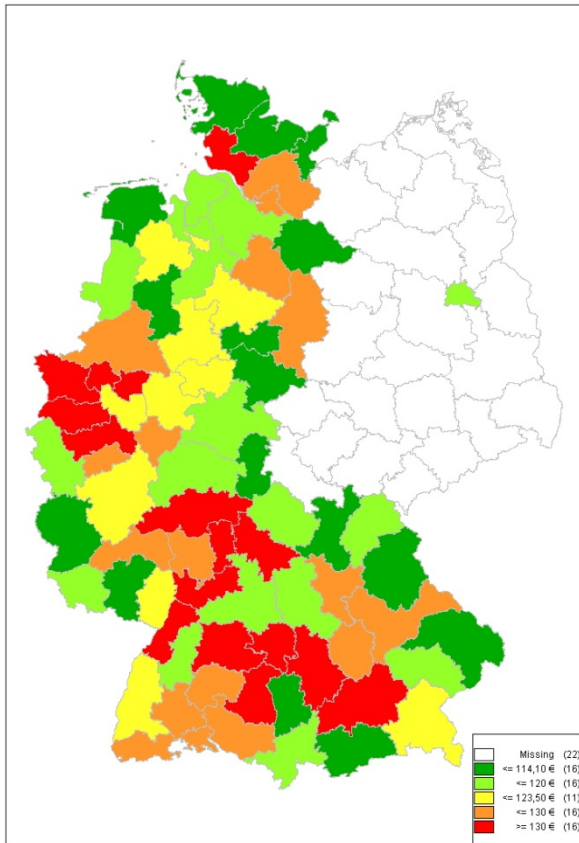 Missing (22)
<= 114,10 € (16)
<= 120 € (16)
<= 123,50 € (11)
<= 130 € (16)
>= 130 € (16)